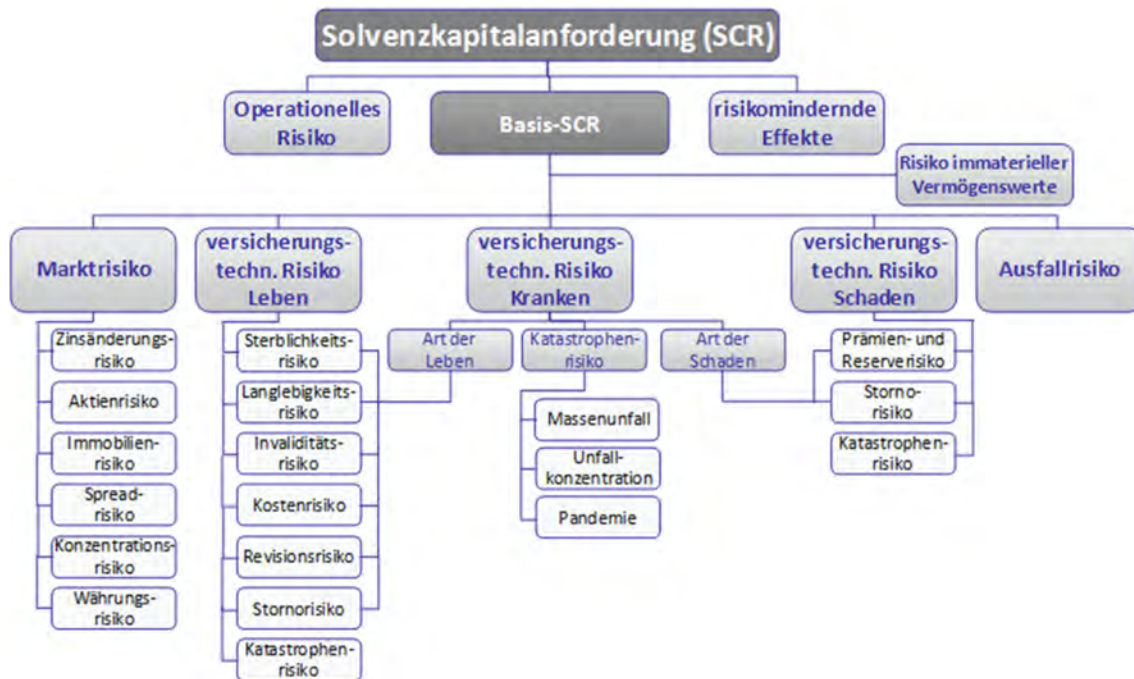 Solvenzkapitalanforderung (SCR)
Operationelles
Risiko
Basis-SCR
risikomindernde
Effekte
Risiko immaterieller
Vermögenswerte
Marktrisiko
versicherungs-
techn. Risiko
Leben
versicherungs-
techn. Risiko
Kranken
versicherungs-
techn. Risiko
Schaden
Ausfallrisiko
Zinsänderungs-
risiko
Aktienrisiko
Immobilien-
risiko
Spread-
risiko
Konzentrations-
risiko
Währungs-
risiko
Sterblichkeits-
risiko
Langlebigkeits-
risiko
Invaliditäts-
risiko
Kostenrisiko
Revisionsrisiko
Stornorisiko
Katastrophen-
risiko
Art der
Leben
Katastrophen-
risiko
Art der
Schaden
Massenunfall
Unfall-
konzentration
Pandemie
Prämien- und
Reserverisiko
Storno-
risiko
Katastrophen-
risiko